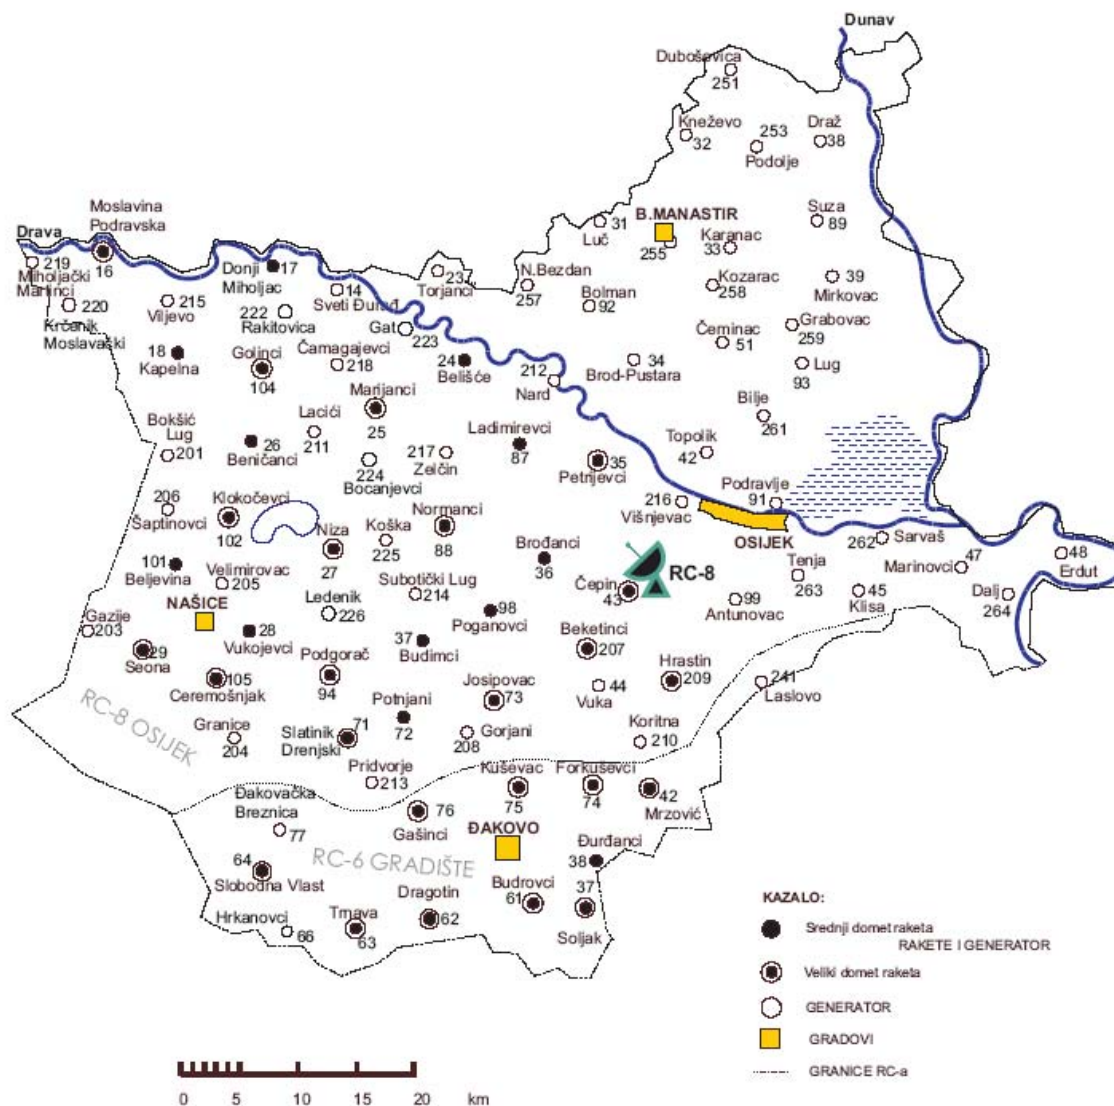 Dunav
Duboševica
251
Kneževo
32
253
Podolje
Draž
38
Moslavina
Podravska
16
Drava
219
Miholjački
Martinci
220
Krčenik
Moslavački
215
Viljevo
Donji
Miholjac
17
14
Sveti Đurađ
23
Torjanci
222
Rakitovica
Gat
223
31
Luč
B.MANASTIR
255
Karanac
33
Suza
89
N.Bezdan
257
Bolman
92
Kozarac
258
39
Mirkovac
Čeminac
51
Grabovac
259
18
Kapelna
Golinci
104
Čamagajevci
218
24
Belišće
212
Nard
34
Brod-Pustara
Lug
93
Marijanci
25
Bilje
261
Bokšić
Lug
201
26
Beničanci
Lacići
211
224
Bocanjevci
217
Zelčin
Ladimirevci
87
35
Petrijevci
Topolik
42
206
Šaptinovci
Klokočevci
102
Niza
27
Koška
225
Normanci
88
216
Višnjevac
Podravlje
91
OSIJEK
262
Sarvaš
47
Marinovci
48
Erdut
101
Beljevina
Velimirovac
205
Subotički Lug
214
Brođanci
36
Čepin
43
RC-8
Tenja
263
99
Antunovac
45
Klisa
Dalj
264
NAŠICE
Ledenik
226
Gazije
203
28
Vukojevci
98
Poganovci
37
Budimci
Beketinci
207
29
Seona
105
Ceremošnjak
Podgorač
94
Josipovac
73
44
Vuka
Hrastin
209
241
Laslovo
RC-8 OSIJEK
Granice
204
Slatinik
Drenjski
71
Potnjani
72
208
Gorjani
Koritna
210
Pridvorje
213
Kuševac
75
Forkuševci
74
42
Mrzović
Đakovačka
Breznica
77
76
Gašinci
ĐAKOVO
Đurđanci
38
RC-6 GRADIŠTE
64
Slobodna Vlast
Budrovci
61
37
Soljak
Dragotin
62
Hrkanovci
66
Trnava
63
KAZALO:
Srednji domet raketa
RAKETE I GENERATOR
Veliki domet raketa
GENERATOR
GRADOVI
GRANICE RC-a
0 5 10 15 20 km